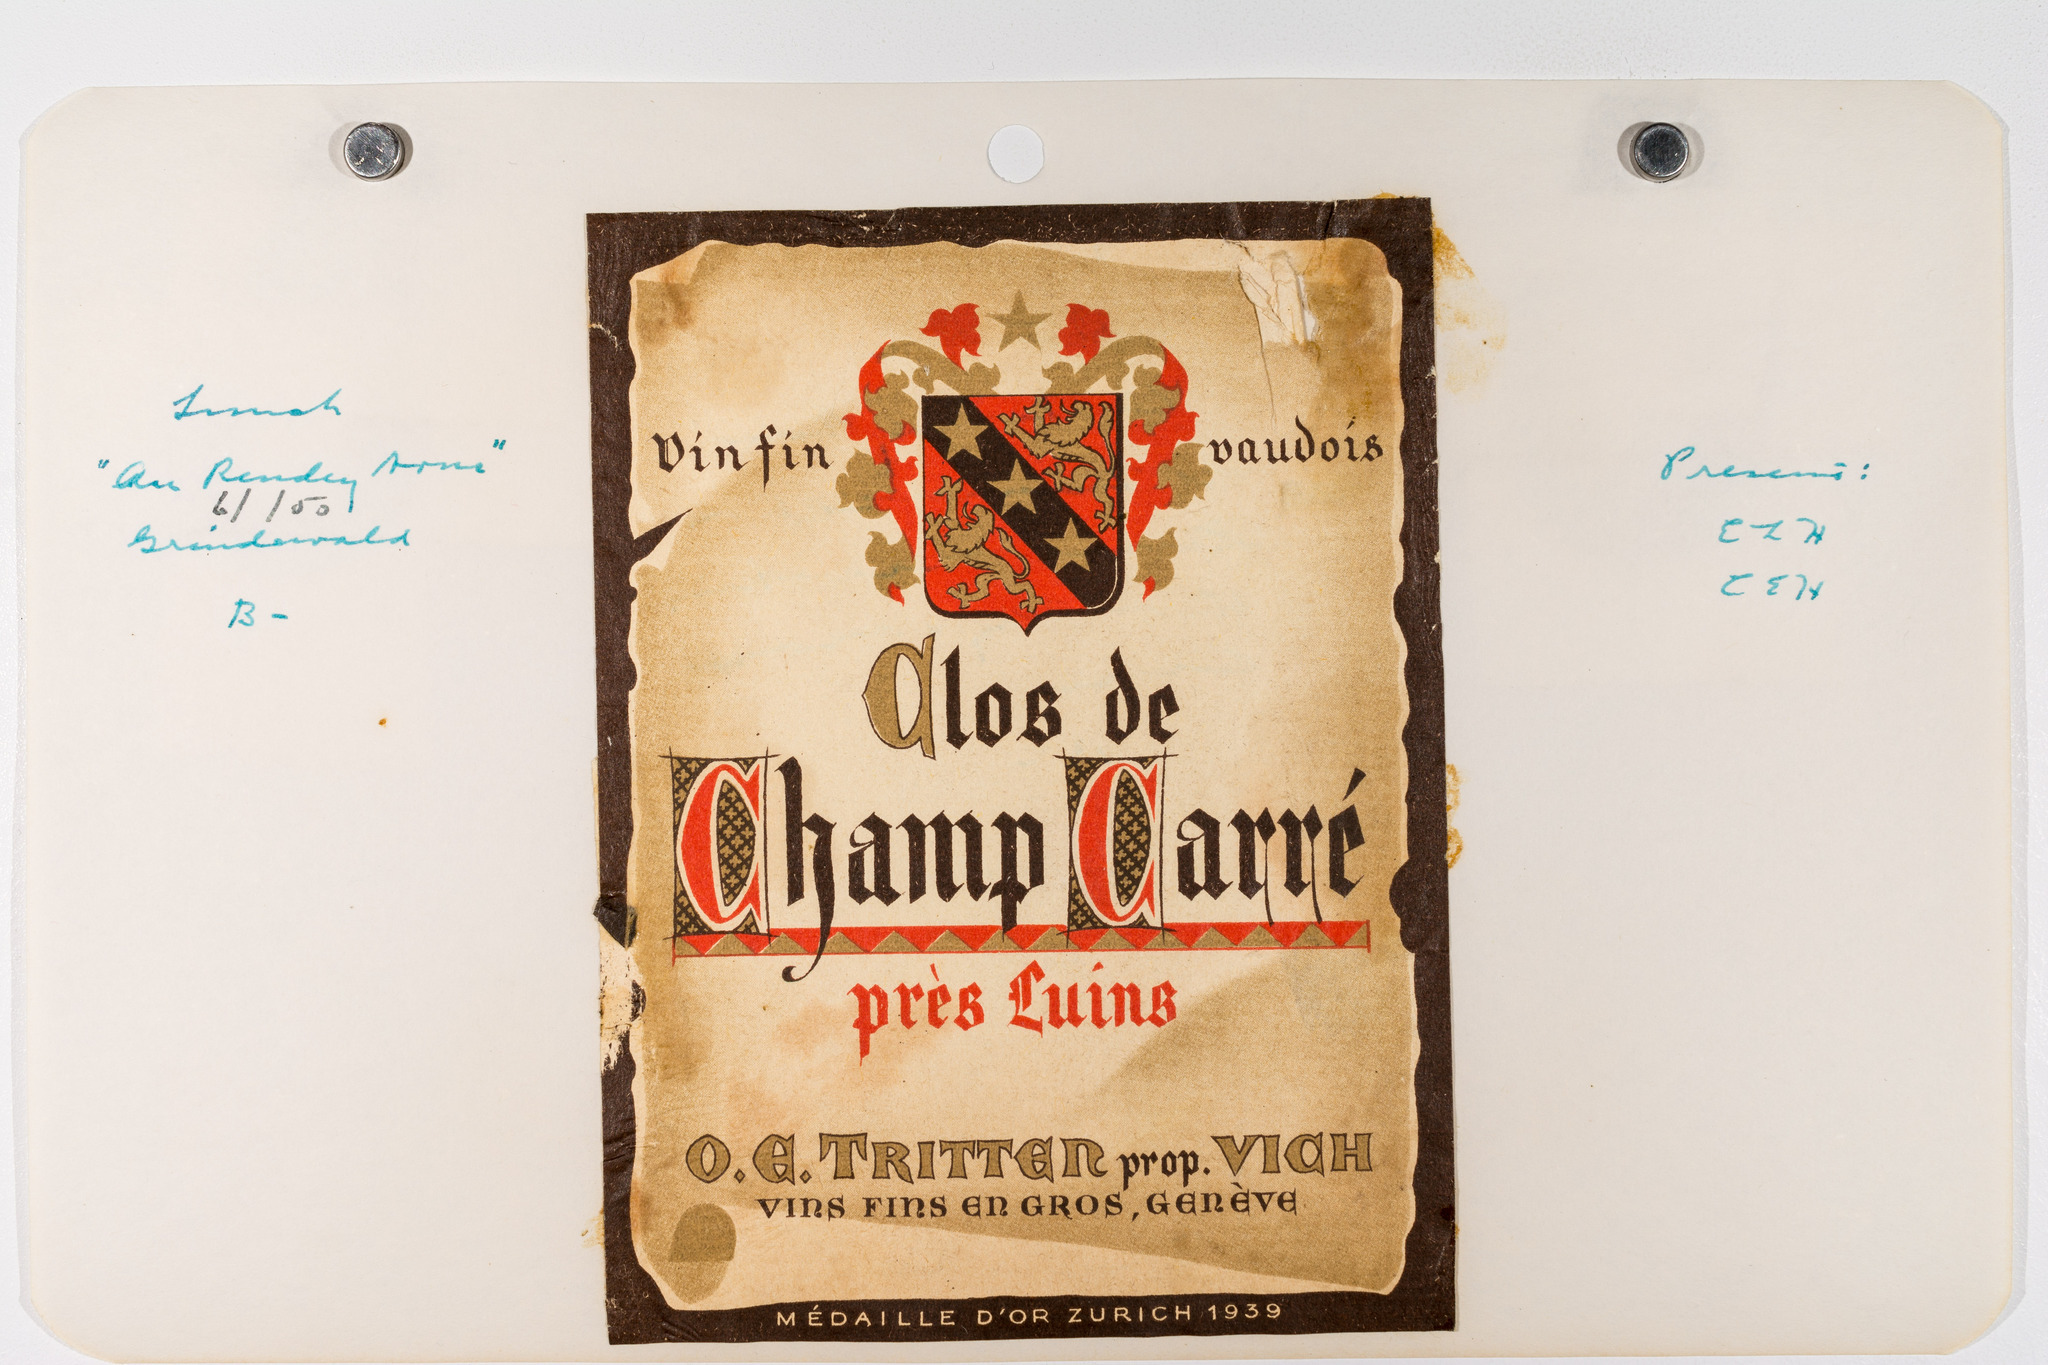 Lunch
"Au Rendez vous"
6/ /50
Grindelwald
B-
Vin fin vaudois
Clos de
Champ Carré
près Luins
O. E. TRITTEN prop. VICH
VINS FINS EN GROS, GENÈVE
MÉDAILLE D'OR ZURICH 1939
Present:
ELH
CEH